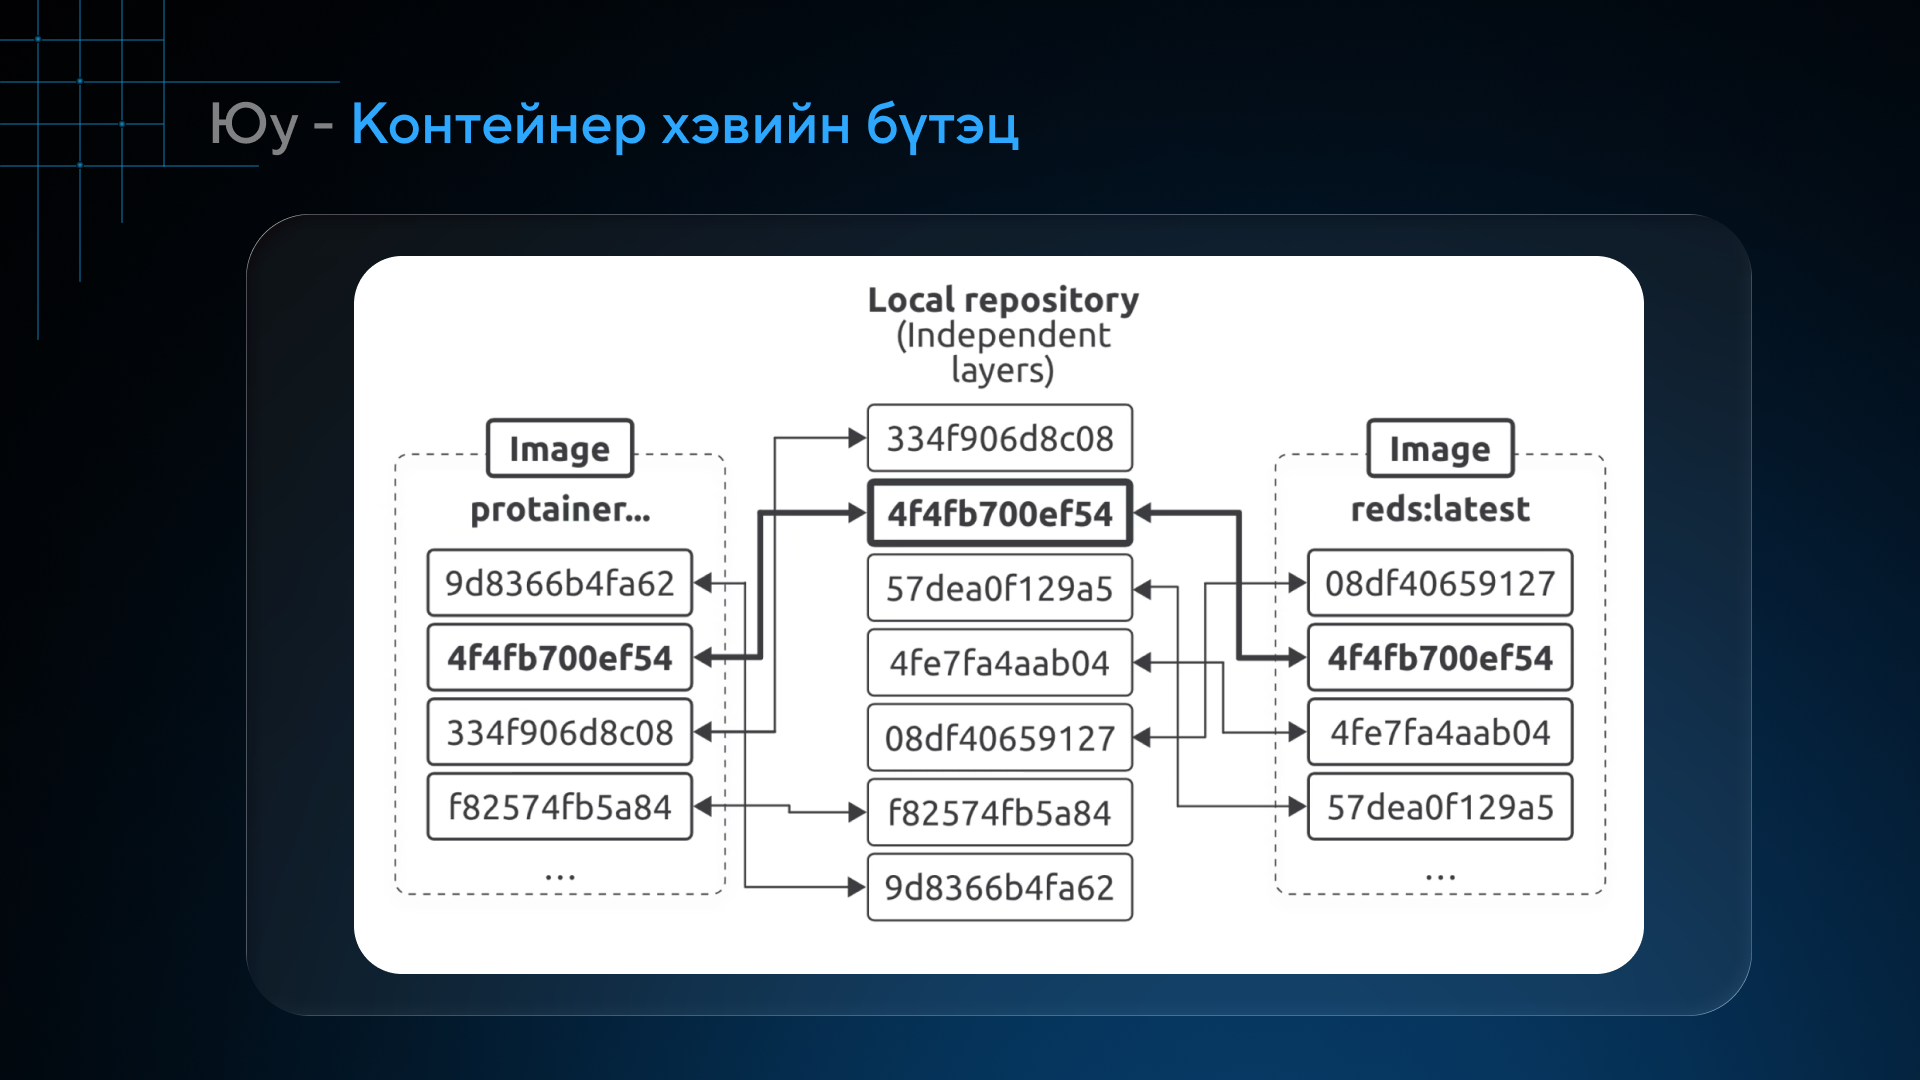 Юу - Контейнер хэвийн бүтэц
Local repository
(Independent
layers)
Image
protainer...
9d8366b4fa62
4f4fb700ef54
334f906d8c08
f82574fb5a84
...
334f906d8c08
4f4fb700ef54
57dea0f129a5
4fe7fa4aab04
08df40659127
f82574fb5a84
9d8366b4fa62
Image
reds:latest
08df40659127
4f4fb700ef54
4fe7fa4aab04
57dea0f129a5
...